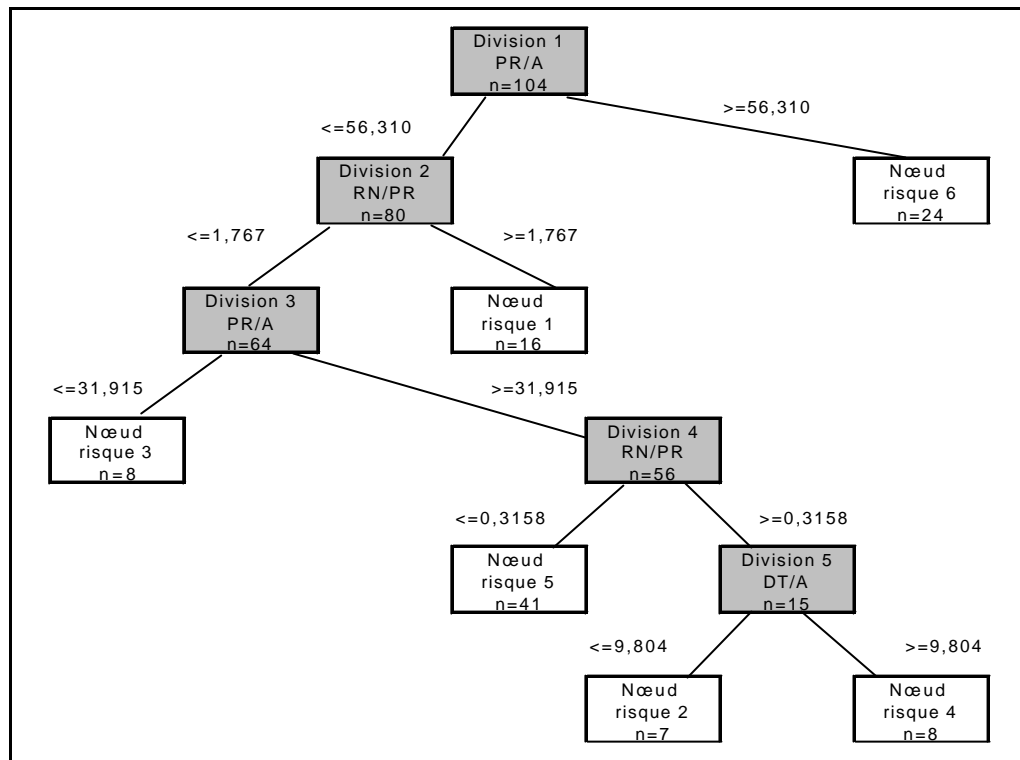 Division 1
PR/A
n=104
<=56,310
>=56,310
Division 2
RN/PR
n=80
Nœud
risque 6
n=24
<=1,767
>=1,767
Division 3
PR/A
n=64
Nœud
risque 1
n=16
<=31,915
>=31,915
Nœud
risque 3
n=8
Division 4
RN/PR
n=56
<=0,3158
>=0,3158
Nœud
risque 5
n=41
Division 5
DT/A
n=15
<=9,804
>=9,804
Nœud
risque 2
n=7
Nœud
risque 4
n=8